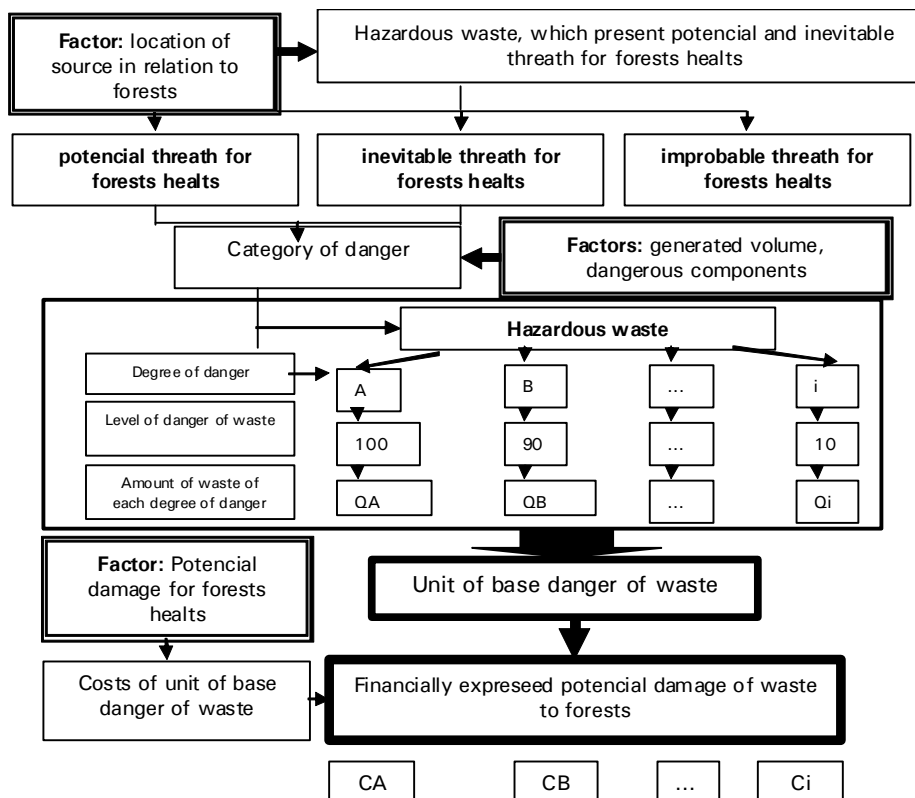 Factor: location of
source in relation to
forests
Hazardous waste, which present potencial and inevitable
threath for forests healts
potencial threath for
forests healts
inevitable threath for
forests healts
improbable threath for
forests healts
Category of danger
Factors: generated volume,
dangerous components
Hazardous waste
Degree of danger
A
B
...
i
Level of danger of waste
100
90
...
10
Amount of waste of
each degree of danger
QA
QB
...
Qi
Factor: Potencial
damage for forests
healts
Unit of base danger of waste
Costs of unit of base
danger of waste
Financially expreseed potencial damage of waste
to forests
CA
CB
...
Ci